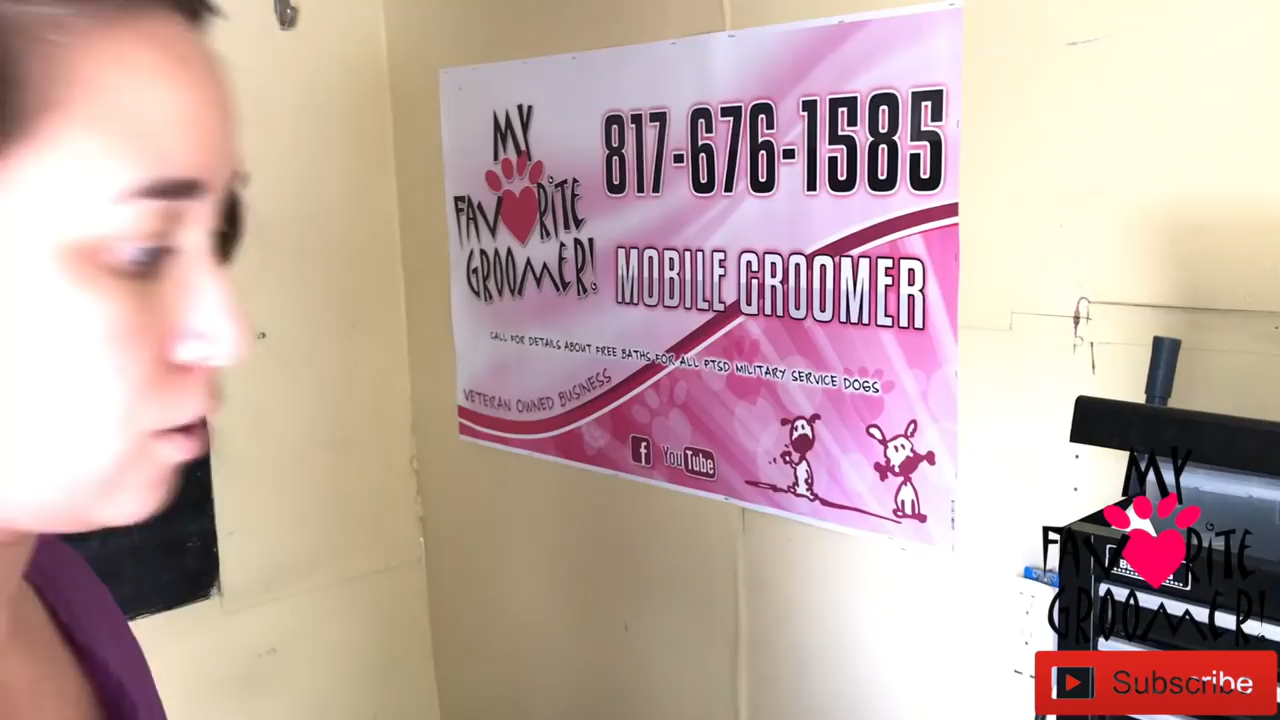 MY
FAVORITE
GROOMER!
817-676-1585
MOBILE GROOMER
CALL FOR DETAILS ABOUT FREE BATHS FOR ALL PTSD MILITARY SERVICE DOGS
VETERAN OWNED BUSINESS
f YouTube
MY
FAVORITE
GROOMER!
Subscribe